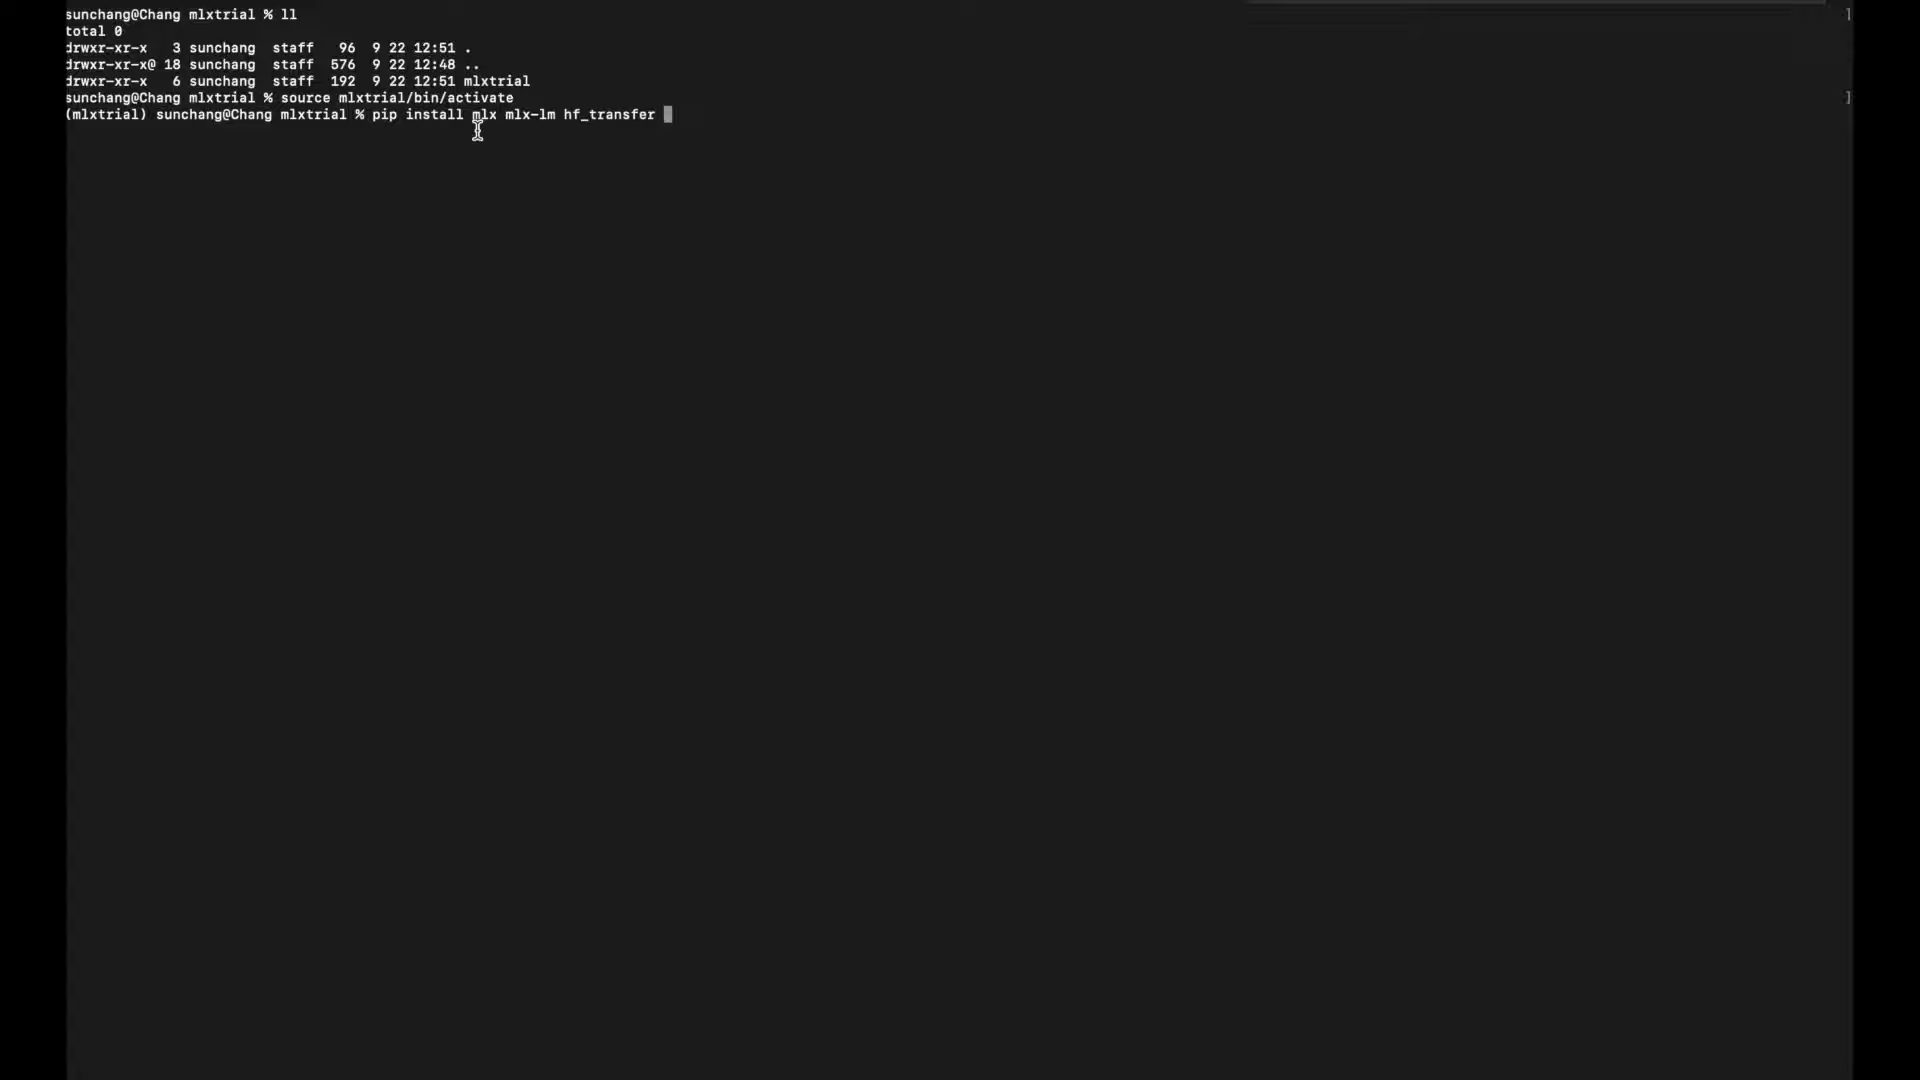 sunchang@Chang mlxtrial % ll
total 0
drwxr-xr-x   3 sunchang  staff   96  9 22 12:51 .
drwxr-xr-x@ 18 sunchang  staff  576  9 22 12:48 ..
drwxr-xr-x   6 sunchang  staff  192  9 22 12:51 mlxtrial
sunchang@Chang mlxtrial % source mlxtrial/bin/activate
(mlxtrial) sunchang@Chang mlxtrial % pip install mlx mlx-lm hf_transfer